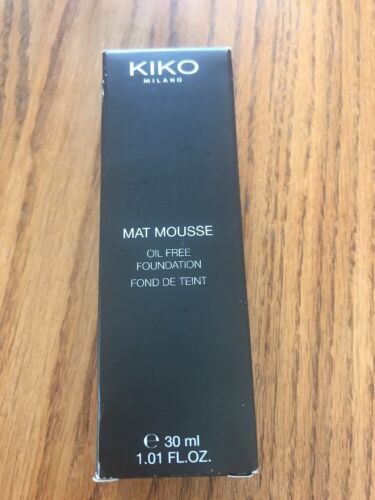 KIKO
MILANO
MAT MOUSSE
OIL FREE
FOUNDATION
FOND DE TEINT
℮ 30 ml
1.01 FL.OZ.